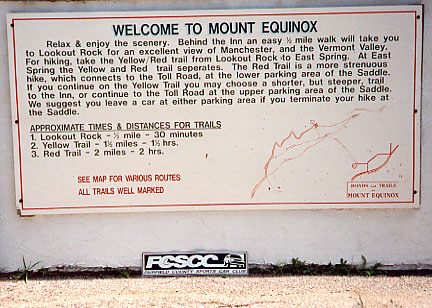 WELCOME TO MOUNT EQUINOX
Relax & enjoy the scenery. Behind the Inn an easy ½ mile walk will take you
to Lookout Rock for an excellent view of Manchester, and the Vermont Valley.
For hiking, take the Yellow/Red trail from Lookout Rock to East Spring. At East
Spring the Yellow and Red trail seperates. The Red Trail is a more strenuous
hike, which connects to the Toll Road, at the lower parking area of the Saddle.
If you continue on the Yellow Trail you may choose a shorter, but steeper, trail
to the Inn, or continue to the Toll Road at the upper parking area of the Saddle.
We suggest you leave a car at either parking area if you terminate your hike at
the Saddle.
APPROXIMATE TIMES & DISTANCES FOR TRAILS
1. Lookout Rock - ½ mile - 30 minutes
2. Yellow Trail - 1½ miles - 1½ hrs.
3. Red Trail - 2 miles - 2 hrs.
SEE MAP FOR VARIOUS ROUTES
ALL TRAILS WELL MARKED
ROADS AND TRAILS
ON
MOUNT EQUINOX
FCSCC
FAIRFIELD COUNTY SPORTS CAR CLUB